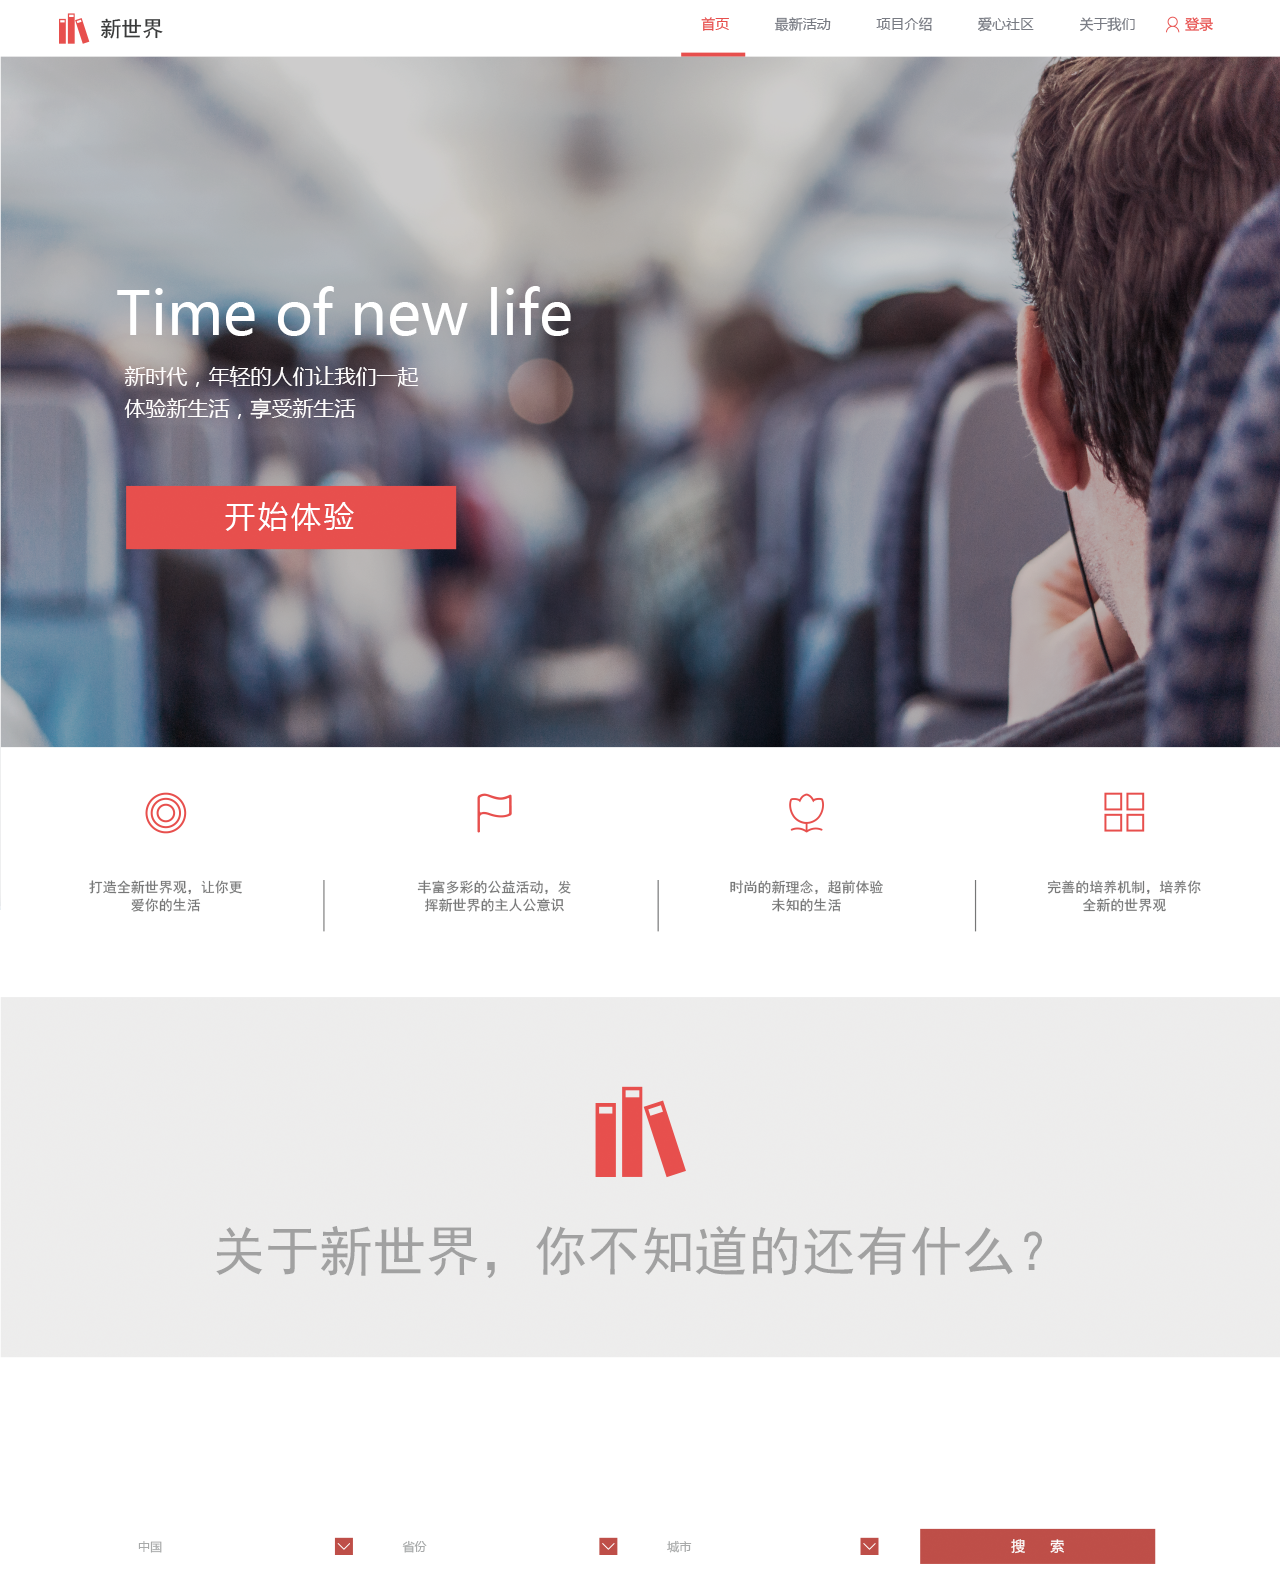 新世界
首页 最新活动 项目介绍 爱心社区 关于我们 登录
Time of new life
新时代，年轻的人们让我们一起
体验新生活，享受新生活
开始体验
打造全新世界观，让你更
爱你的生活
丰富多彩的公益活动，发
挥新世界的主人公意识
时尚的新理念，超前体验
未知的生活
完善的培养机制，培养你
全新的世界观
关于新世界，你不知道的还有什么？
中国 省份 城市 搜 索